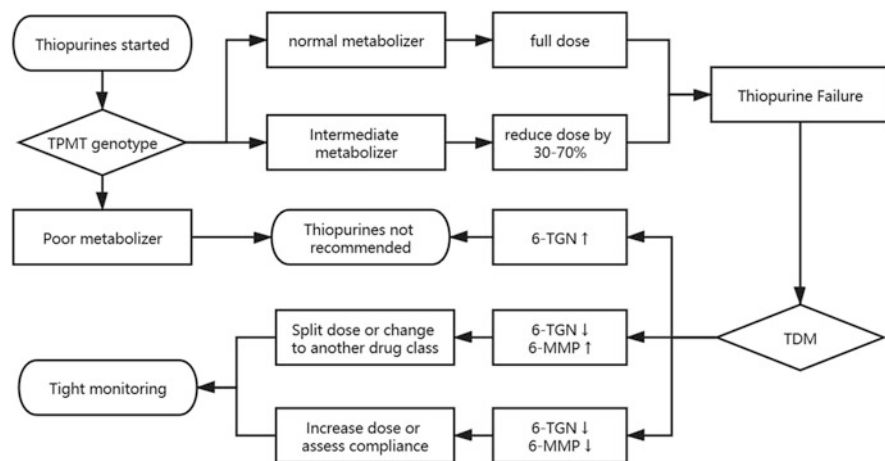 Thiopurines started
normal metabolizer
full dose
Thiopurine Failure
TPMT genotype
Intermediate
metabolizer
reduce dose by
30-70%
Poor metabolizer
Thiopurines not
recommended
6-TGN ↑
Split dose or change
to another drug class
6-TGN ↓
6-MMP ↑
TDM
Tight monitoring
Increase dose or
assess compliance
6-TGN ↓
6-MMP ↓